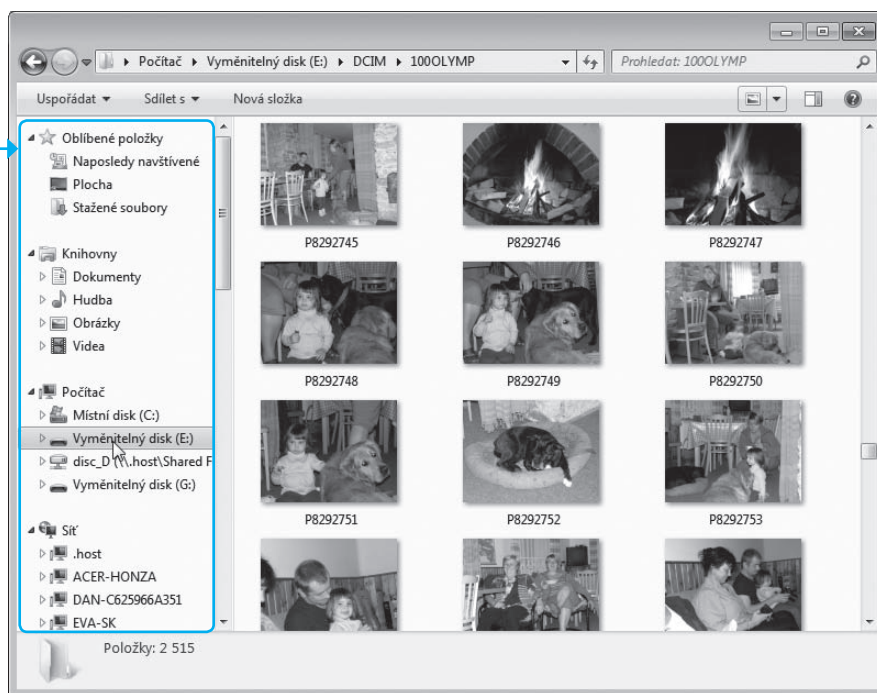 Počítač Vyměnitelný disk (E:) DCIM 100OLYMP
Prohledat: 100OLYMP
Uspořádat Sdílet s Nová složka
Oblíbené položky
Naposledy navštívené
Plocha
Stažené soubory
Knihovny
Dokumenty
Hudba
Obrázky
Videa
Počítač
Místní disk (C:)
Vyměnitelný disk (E:)
disc_D (\\.host\Shared F
Vyměnitelný disk (G:)
Síť
.host
ACER-HONZA
DAN-C625966A351
EVA-SK
P8292745 P8292746 P8292747
P8292748 P8292749 P8292750
P8292751 P8292752 P8292753
Položky: 2 515